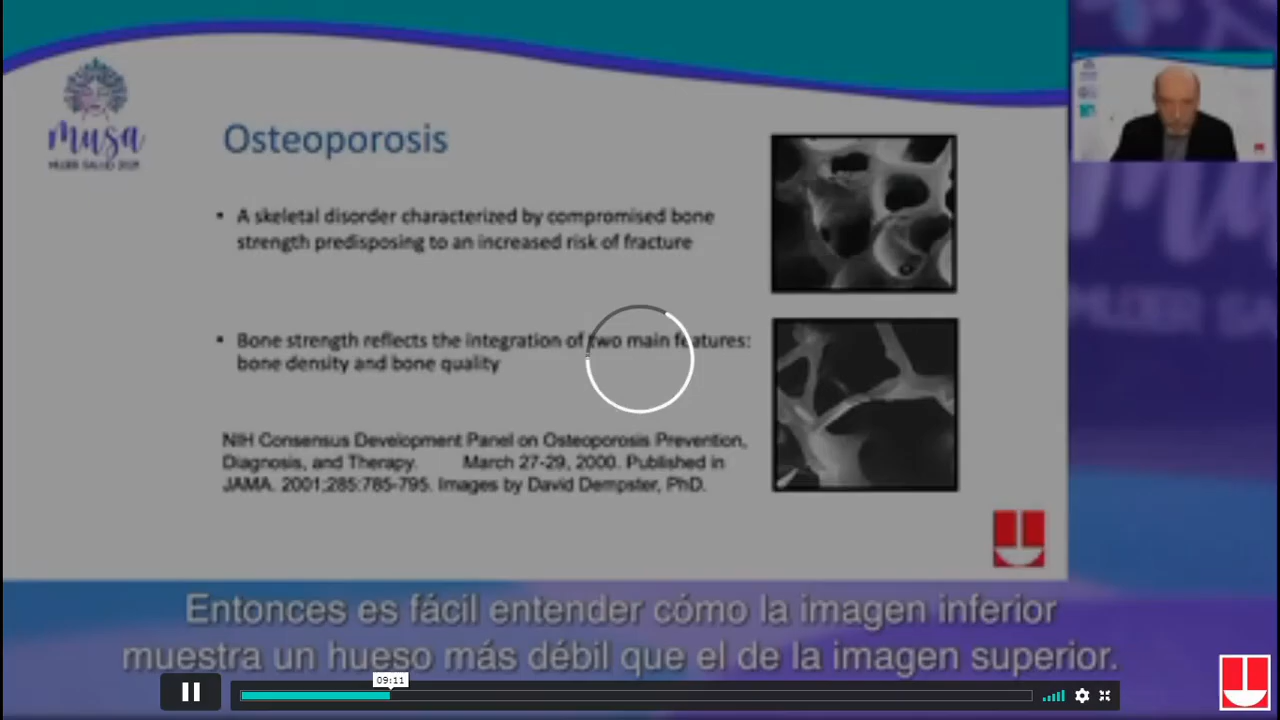 musa
MUJER SALUD 2021
Osteoporosis
• A skeletal disorder characterized by compromised bone
strength predisposing to an increased risk of fracture
• Bone strength reflects the integration of two main features:
bone density and bone quality
NIH Consensus Development Panel on Osteoporosis Prevention,
Diagnosis, and Therapy. March 27-29, 2000. Published in
JAMA. 2001;285:785-795. Images by David Dempster, PhD.
MUJER SA
Entonces es fácil entender cómo la imagen inferior
muestra un hueso más débil que el de la imagen superior.
09:11